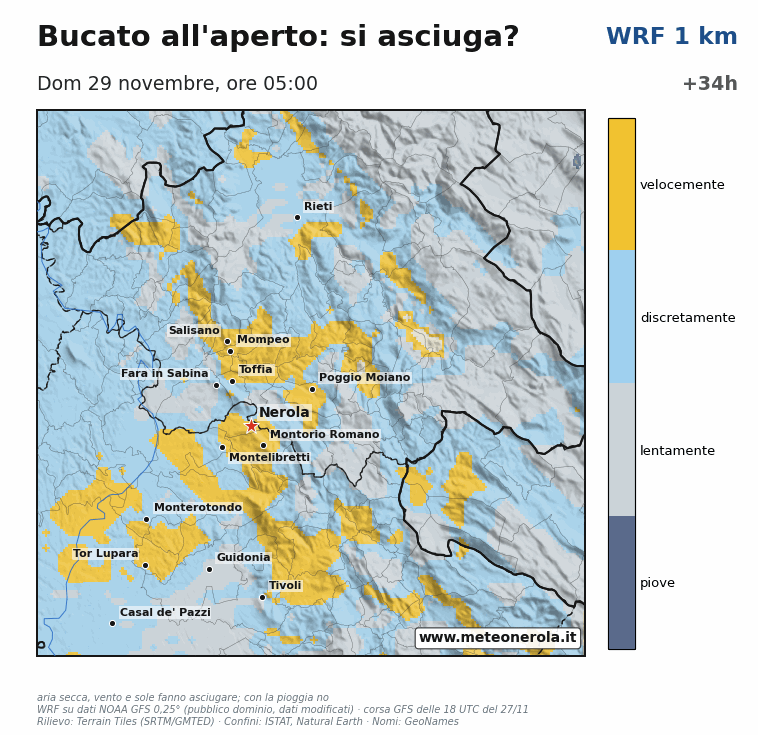 Bucato all'aperto: si asciuga?
WRF 1 km
Dom 29 novembre, ore 05:00
+34h
velocemente
discretamente
lentamente
piove
Rieti
Salisano
Mompeo
Toffia
Fara in Sabina
Poggio Moiano
Nerola
Montorio Romano
Montelibretti
Monterotondo
Tor Lupara
Guidonia
Tivoli
Casal de' Pazzi
www.meteonerola.it
aria secca, vento e sole fanno asciugare; con la pioggia no
WRF su dati NOAA GFS 0,25° (pubblico dominio, dati modificati) · corsa GFS delle 18 UTC del 27/11
Rilievo: Terrain Tiles (SRTM/GMTED) · Confini: ISTAT, Natural Earth · Nomi: GeoNames